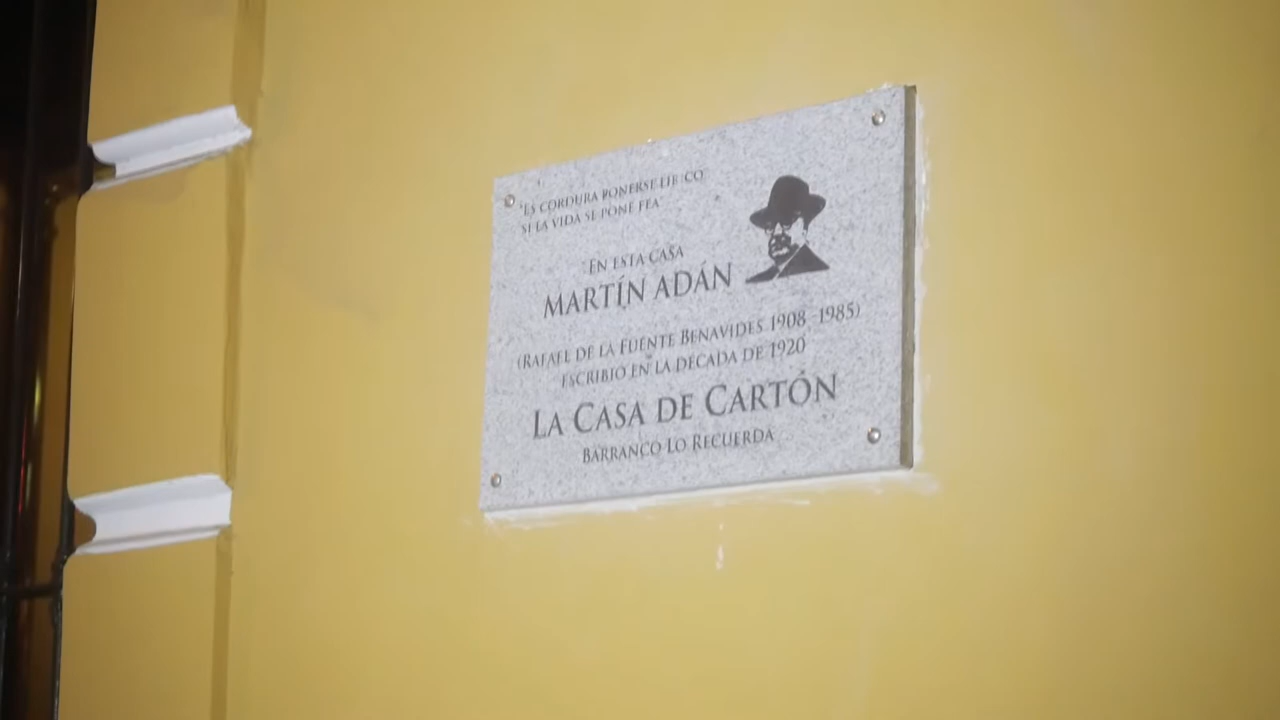 "ES CORDURA PONERSE
SI LA VIDA SE PONE FEA"
EN ESTA CASA
MARTÍN ADÁN
(RAFAEL DE LA FUENTE BENAVIDES 1908 -1985)
ESCRIBIO EN LA DECADA DE 1920
LA CASA DE CARTÓN
BARRANCO LO RECUERDA